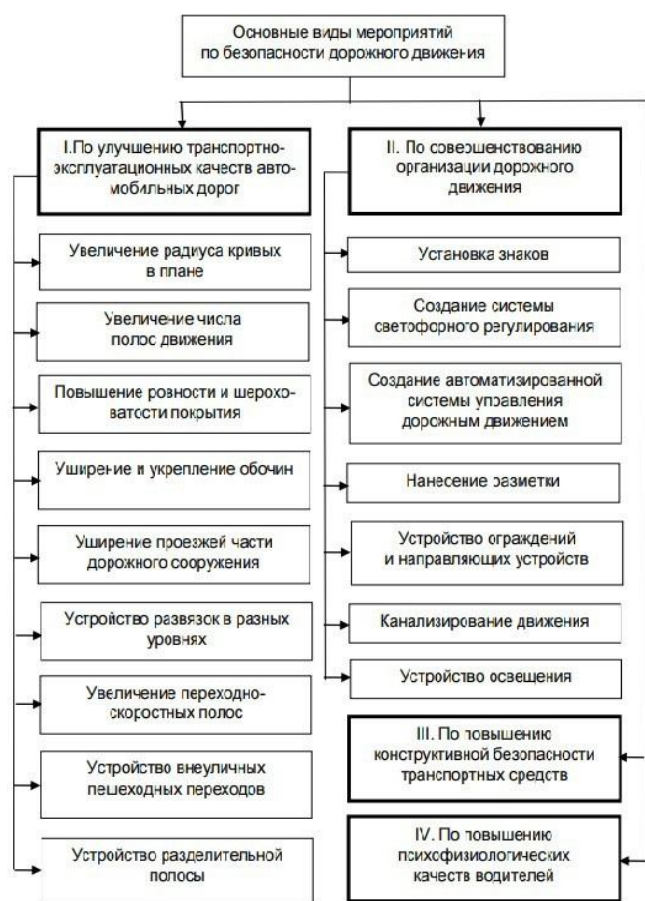 Основные виды мероприятий
по безопасности дорожного движения
I.По улучшению транспортно-
эксплуатационных качеств авто-
мобильных дорог
Увеличение радиуса кривых
в плане
Увеличение числа
полос движения
Повышение ровности и шерохо-
ватости покрытия
Уширение и укрепление обочин
Уширение проезжей части
дорожного сооружения
Устройство развязок в разных
уровнях
Увеличение переходно-
скоростных полос
Устройство внеуличных
пешеходных переходов
Устройство разделительной
полосы
II. По совершенствованию
организации дорожного
движения
Установка знаков
Создание системы
светофорного регулирования
Создание автоматизированной
системы управления
дорожным движением
Нанесение разметки
Устройство ограждений
и направляющих устройств
Канализирование движения
Устройство освещения
III. По повышению
конструктивной безопасности
транспортных средств
IV. По повышению
психофизиологических
качеств водителей